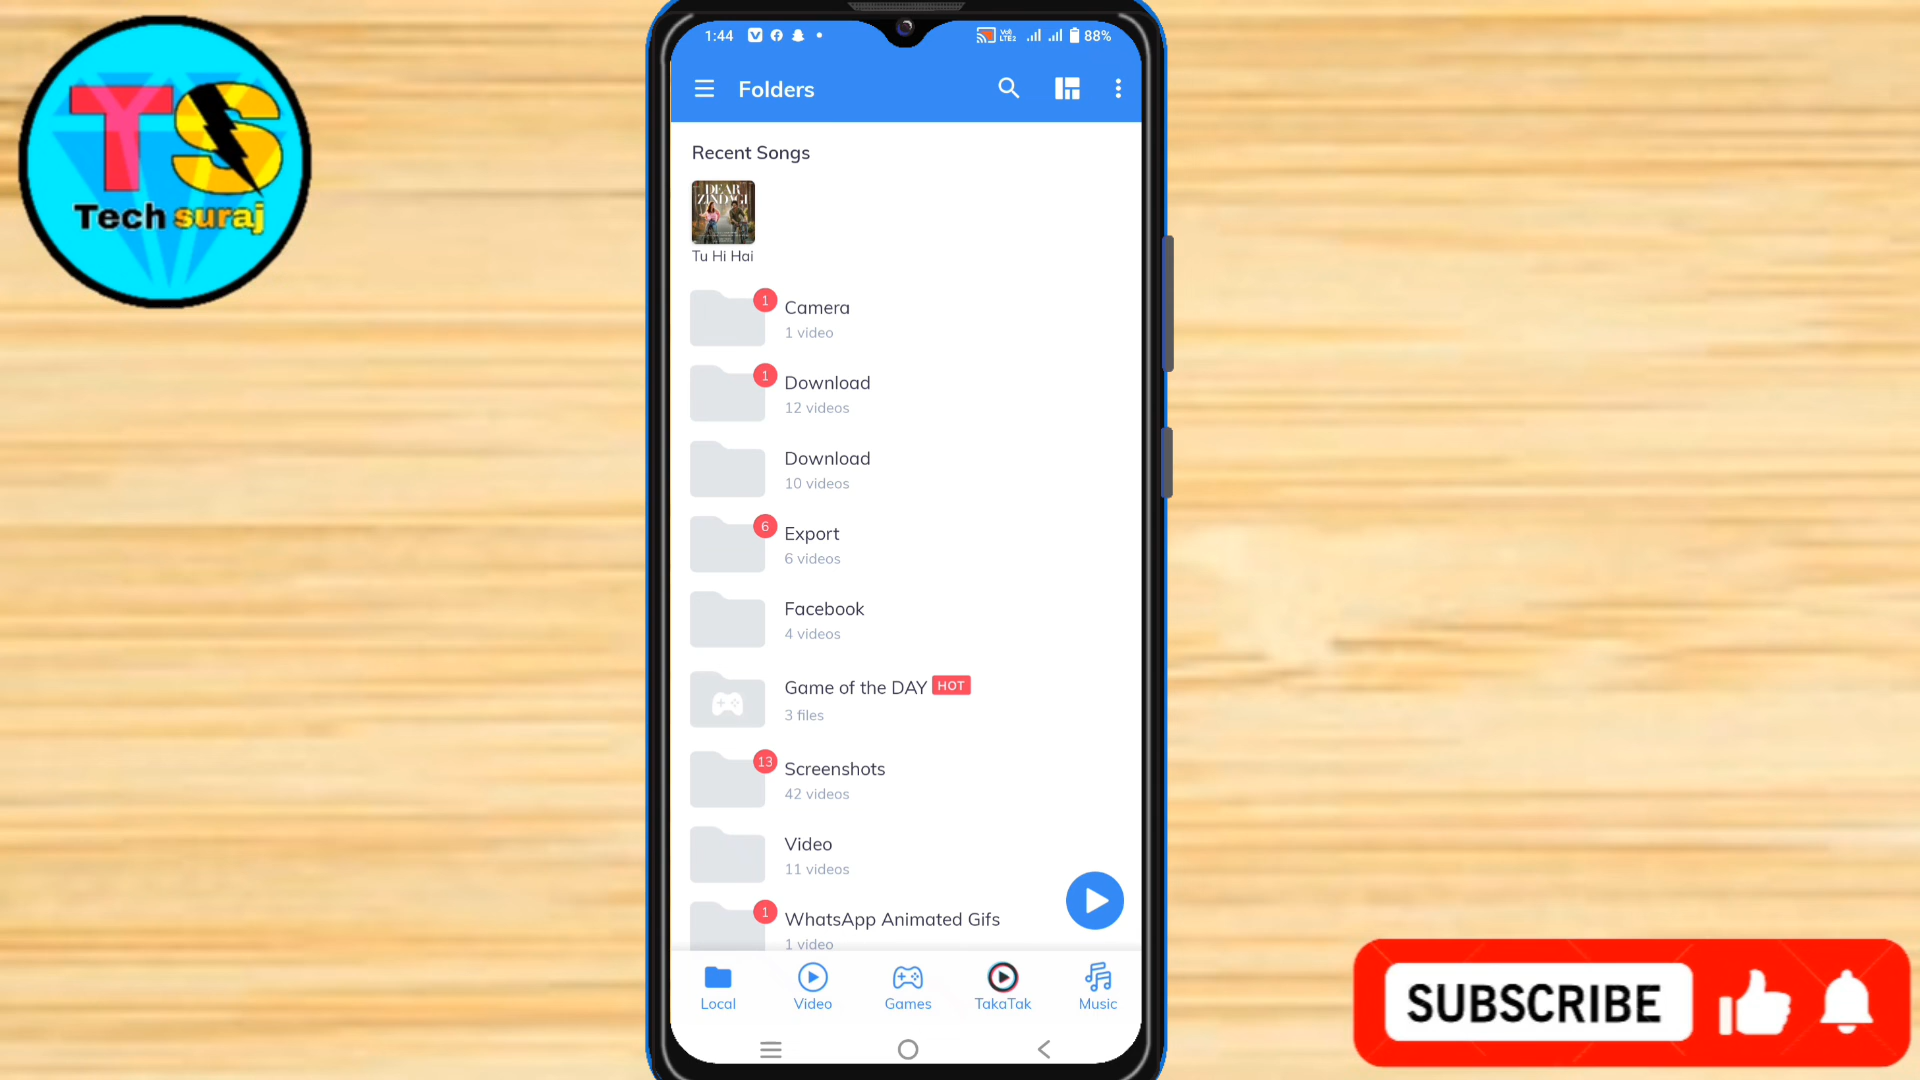 TS
Tech suraj
1:44
Vo)) LTE2
88%
Folders
Recent Songs
DEAR ZINDAGI
Tu Hi Hai
1
Camera
1 video
1
Download
12 videos
Download
10 videos
6
Export
6 videos
Facebook
4 videos
Game of the DAY HOT
3 files
13
Screenshots
42 videos
Video
11 videos
1
WhatsApp Animated Gifs
1 video
Local
Video
Games
TakaTak
Music
SUBSCRIBE